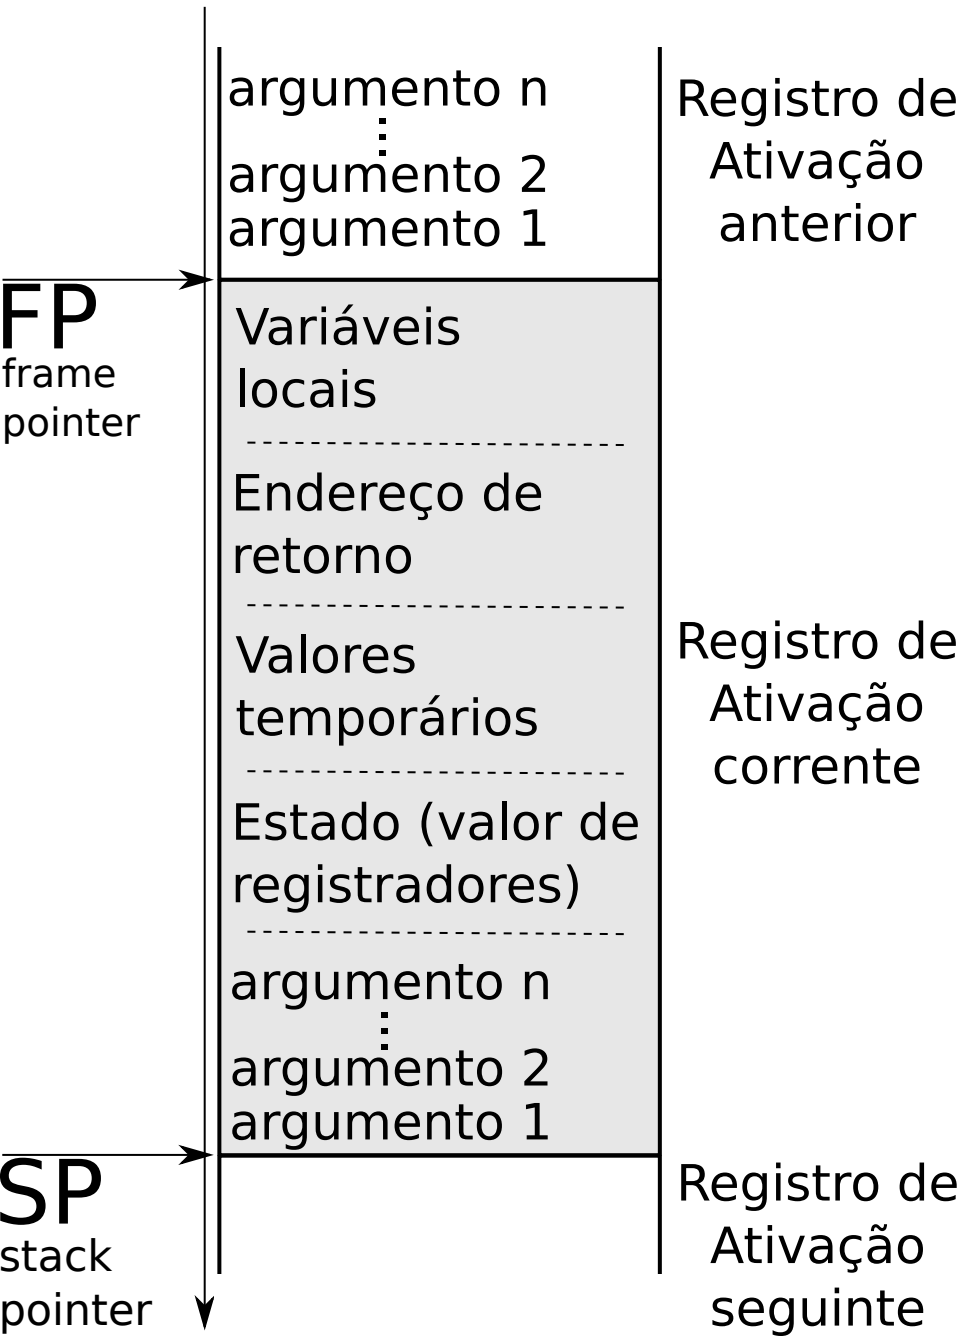 argumento n
argumento 2
argumento 1
Registro de
Ativação
anterior
FP
frame
pointer
Variáveis
locais
Endereço de
retorno
Valores
temporários
Estado (valor de
registradores)
argumento n
argumento 2
argumento 1
Registro de
Ativação
corrente
SP
stack
pointer
Registro de
Ativação
seguinte